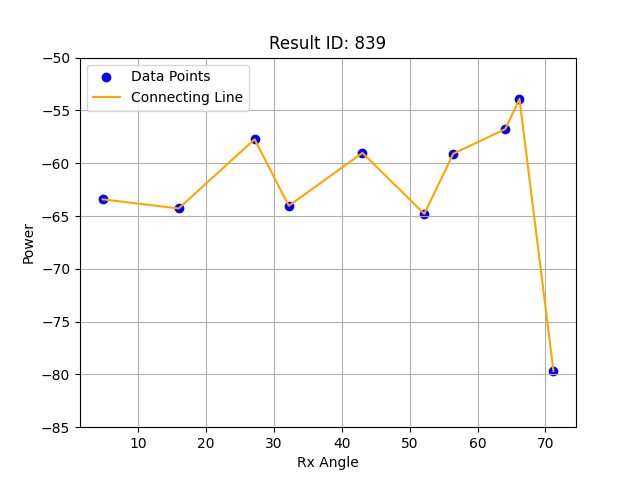 Result ID: 839
Data Points
Connecting Line
−50
−55
−60
−65
−70
−75
−80
−85
Power
10 20 30 40 50 60 70
Rx Angle